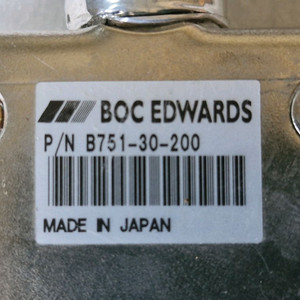 BOC EDWARDS
P/N B751-30-200
MADE IN JAPAN